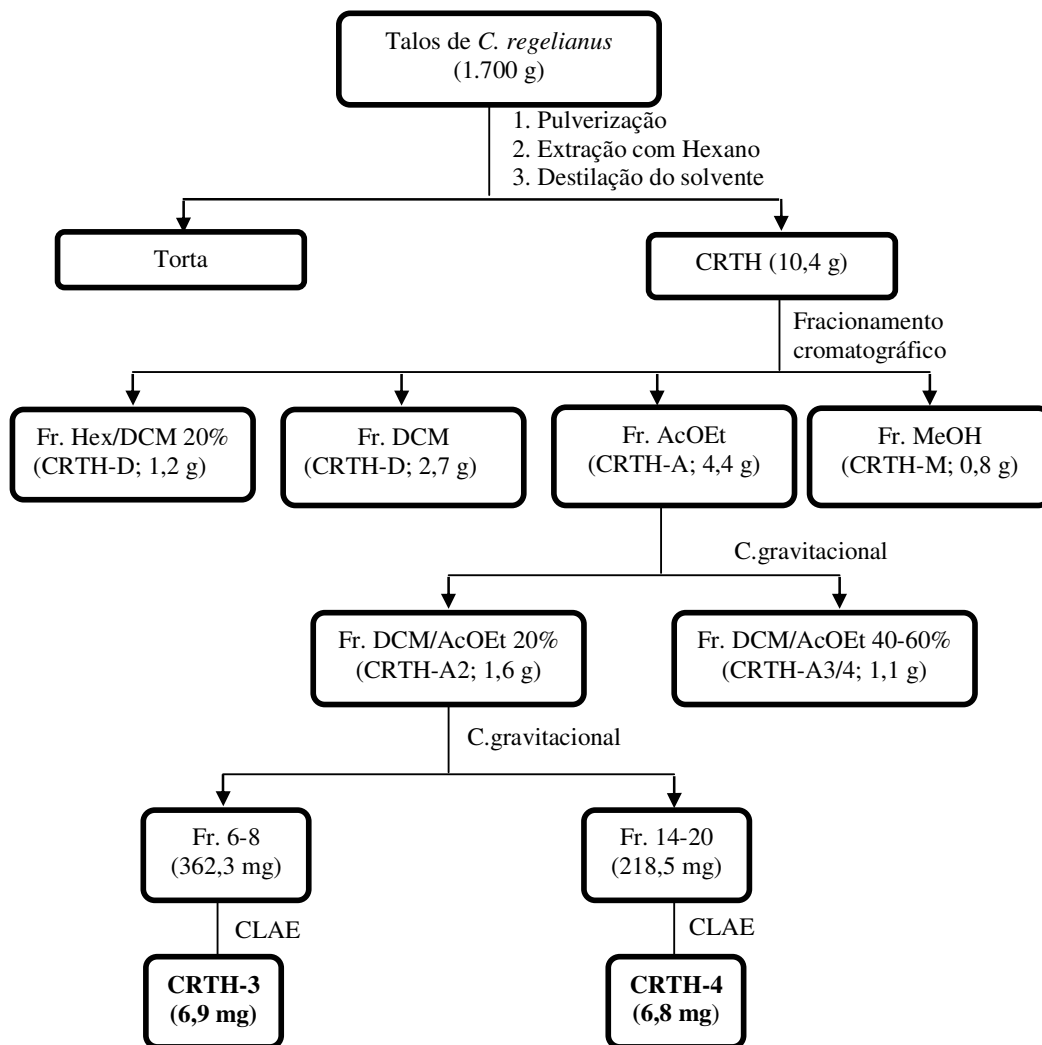 Talos de C. regelianus
(1.700 g)
1. Pulverização
2. Extração com Hexano
3. Destilação do solvente
Torta
CRTH (10,4 g)
Fracionamento
cromatográfico
Fr. Hex/DCM 20%
(CRTH-D; 1,2 g)
Fr. DCM
(CRTH-D; 2,7 g)
Fr. AcOEt
(CRTH-A; 4,4 g)
Fr. MeOH
(CRTH-M; 0,8 g)
C.gravitacional
Fr. DCM/AcOEt 20%
(CRTH-A2; 1,6 g)
Fr. DCM/AcOEt 40-60%
(CRTH-A3/4; 1,1 g)
C.gravitacional
Fr. 6-8
(362,3 mg)
Fr. 14-20
(218,5 mg)
CLAE
CLAE
CRTH-3
(6,9 mg)
CRTH-4
(6,8 mg)